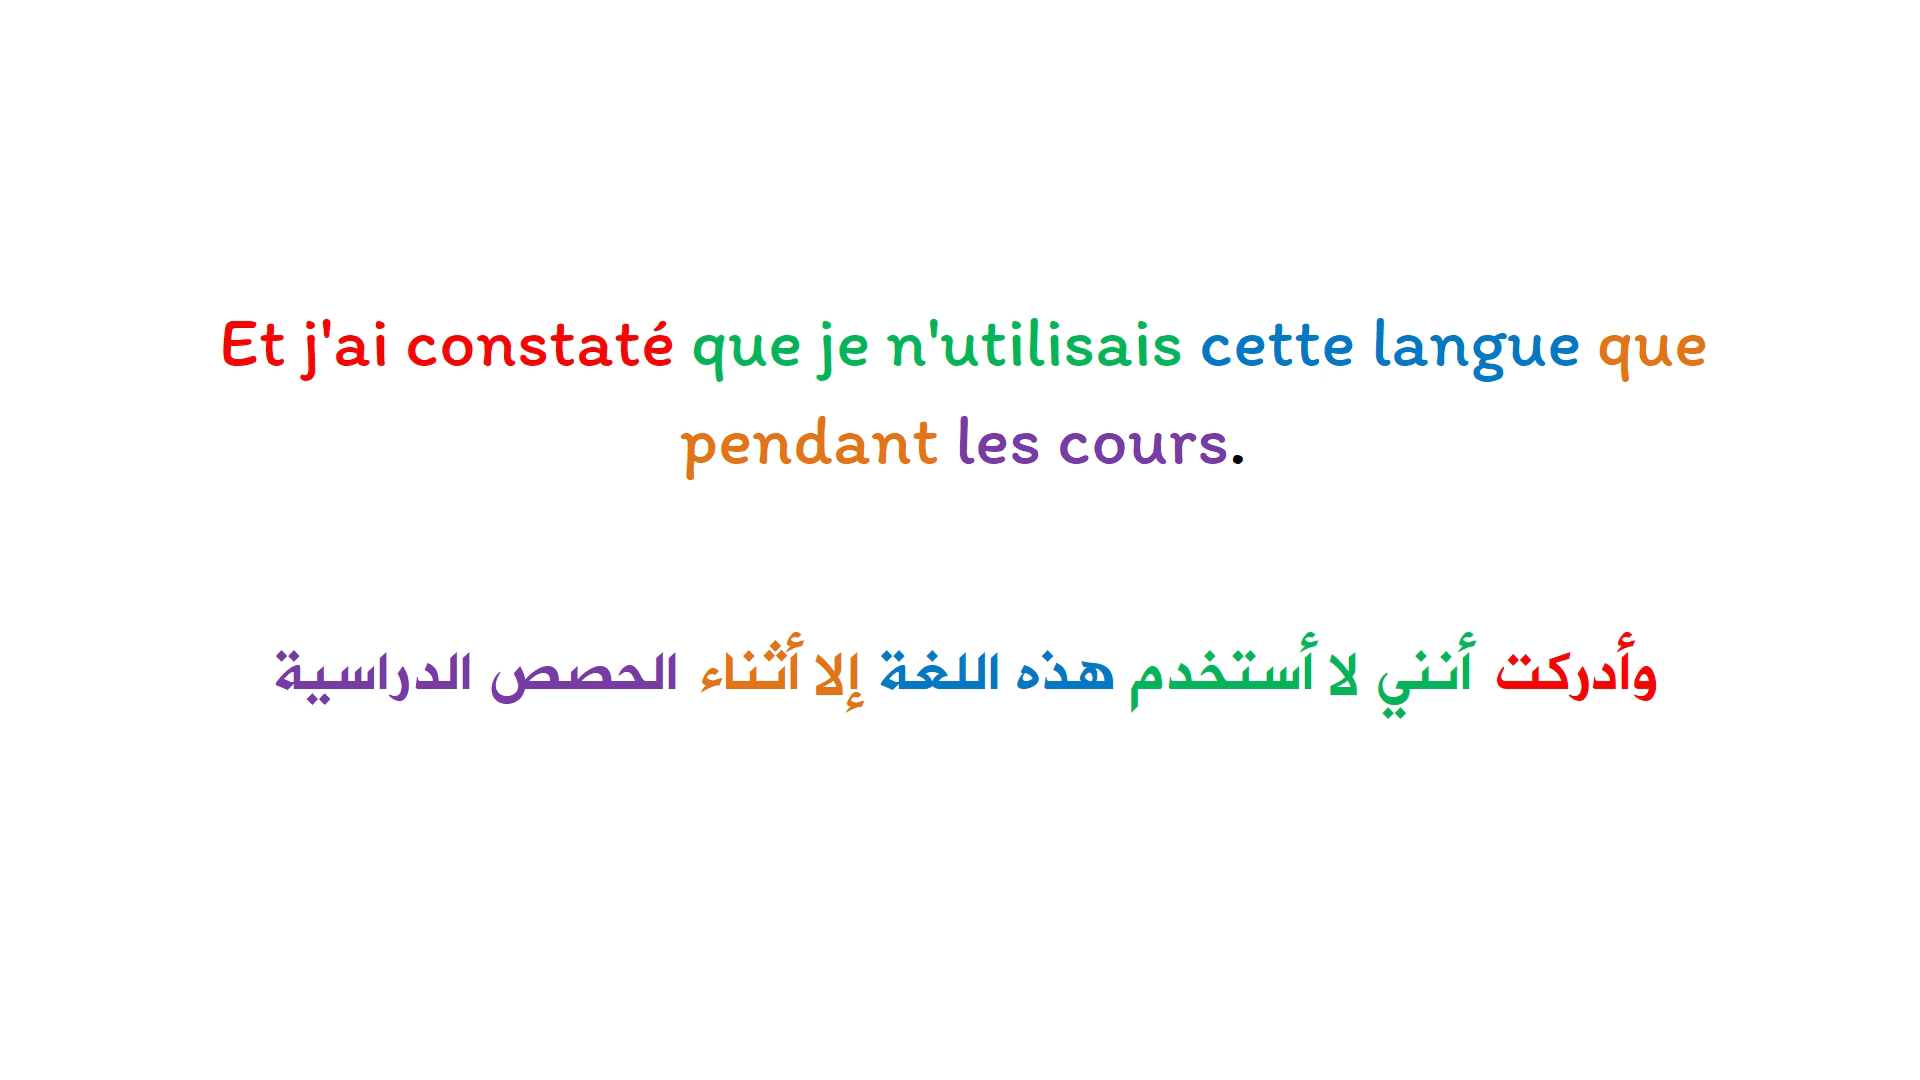 Et j'ai constaté que je n'utilisais cette langue que
pendant les cours.
وأدركت أنني لا أستخدم هذه اللغة إلا أثناء الحصص الدراسية